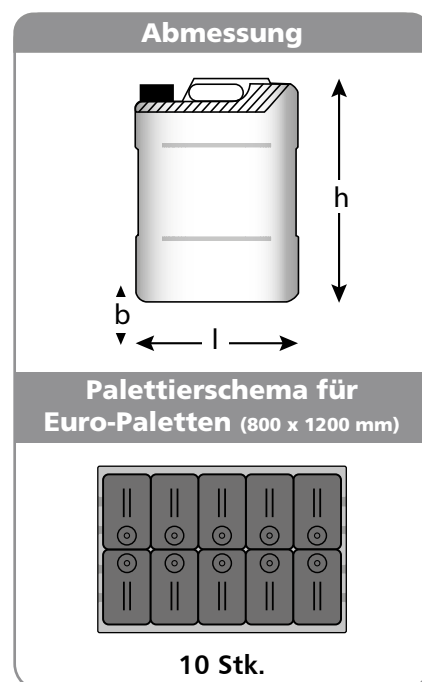 Abmessung
h
b
l
Palettierschema für
Euro-Paletten (800 x 1200 mm)
10 Stk.